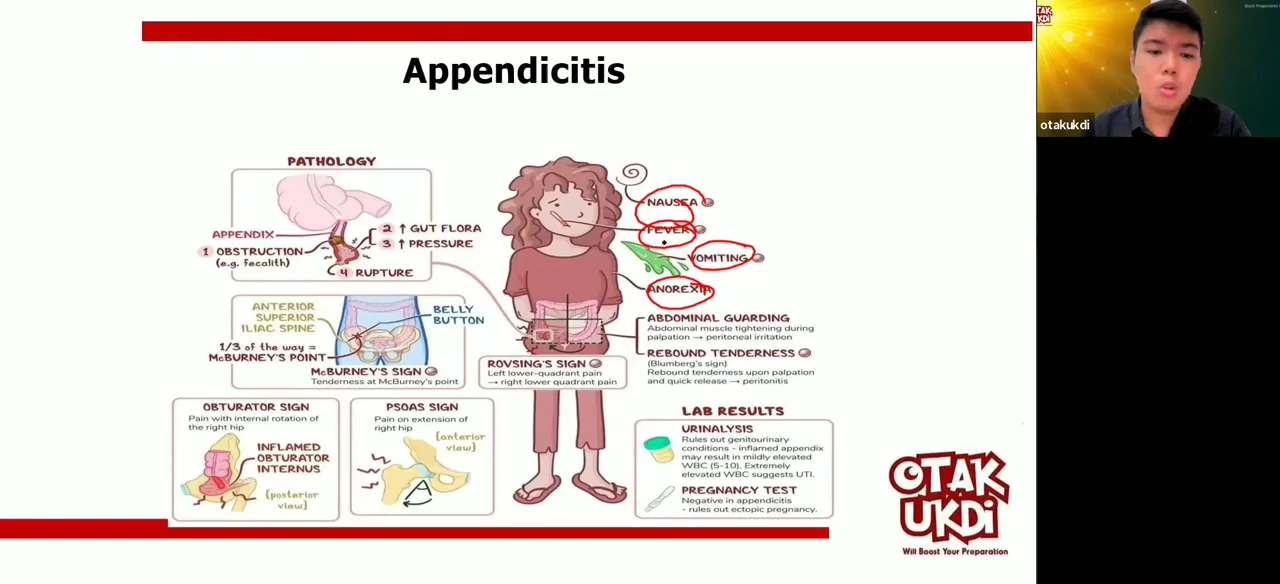 Appendicitis
PATHOLOGY
APPENDIX
1 OBSTRUCTION
(e.g. fecalith)
2 ↑ GUT FLORA
3 ↑ PRESSURE
4 RUPTURE
ANTERIOR
SUPERIOR
ILIAC SPINE
BELLY
BUTTON
1/3 of the way =
McBURNEY'S POINT
McBURNEY'S SIGN
Tenderness at McBurney's point
NAUSEA
FEVER
VOMITING
ANOREXIA
ABDOMINAL GUARDING
Abdominal muscle tightening during
palpation → peritoneal irritation
REBOUND TENDERNESS
(Blumberg's sign)
Rebound tenderness upon palpation
and quick release → peritonitis
ROVSING'S SIGN
Left lower-quadrant pain
→ right lower quadrant pain
OBTURATOR SIGN
Pain with internal rotation of
the right hip
INFLAMED
OBTURATOR
INTERNUS
[posterior
view]
PSOAS SIGN
Pain on extension of
right hip
[anterior
view]
LAB RESULTS
URINALYSIS
Rules out genitourinary
conditions - inflamed appendix
may result in mildly elevated
WBC (5-10). Extremely
elevated WBC suggests UTI.
PREGNANCY TEST
Negative in appendicitis
- rules out ectopic pregnancy.
OTAK
UKDI
Will Boost Your Preparation
otakukdi